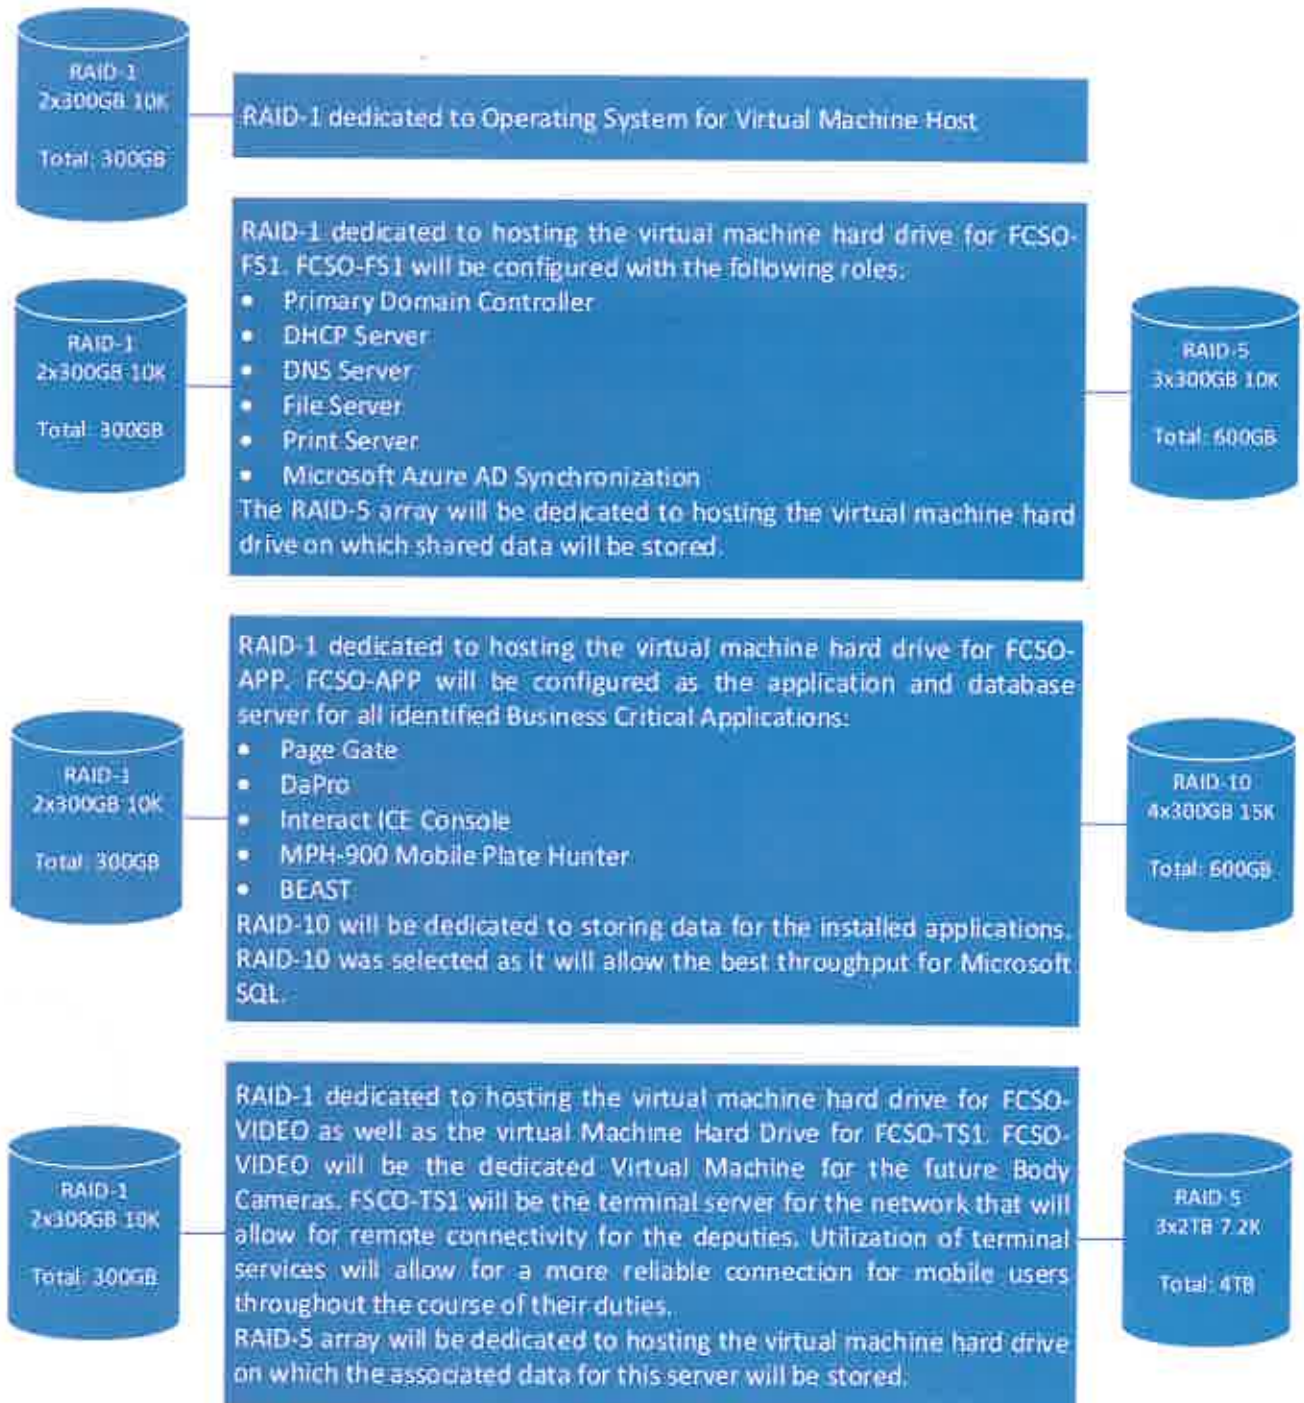 RAID-1
2x300GB 10K
Total: 300GB
RAID-1 dedicated to Operating System for Virtual Machine Host
RAID-1
2x300GB 10K
Total: 300GB
RAID-1 dedicated to hosting the virtual machine hard drive for FCSO-
FS1. FCSO-FS1 will be configured with the following roles:
• Primary Domain Controller
• DHCP Server
• DNS Server
• File Server
• Print Server
• Microsoft Azure AD Synchronization
The RAID-5 array will be dedicated to hosting the virtual machine hard
drive on which shared data will be stored.
RAID-5
3x300GB 10K
Total: 600GB
RAID-1
2x300GB 10K
Total: 300GB
RAID-1 dedicated to hosting the virtual machine hard drive for FCSO-
APP. FCSO-APP will be configured as the application and database
server for all identified Business Critical Applications:
• Page Gate
• DaPro
• Interact ICE Console
• MPH-900 Mobile Plate Hunter
• BEAST
RAID-10 will be dedicated to storing data for the installed applications.
RAID-10 was selected as it will allow the best throughput for Microsoft
SQL.
RAID-10
4x300GB 15K
Total: 600GB
RAID-1
2x300GB 10K
Total: 300GB
RAID-1 dedicated to hosting the virtual machine hard drive for FCSO-
VIDEO as well as the virtual Machine Hard Drive for FCSO-TS1. FCSO-
VIDEO will be the dedicated Virtual Machine for the future Body
Cameras. FSCO-TS1 will be the terminal server for the network that will
allow for remote connectivity for the deputies. Utilization of terminal
services will allow for a more reliable connection for mobile users
throughout the course of their duties.
RAID-5 array will be dedicated to hosting the virtual machine hard drive
on which the associated data for this server will be stored.
RAID-5
3x2TB 7.2K
Total: 4TB